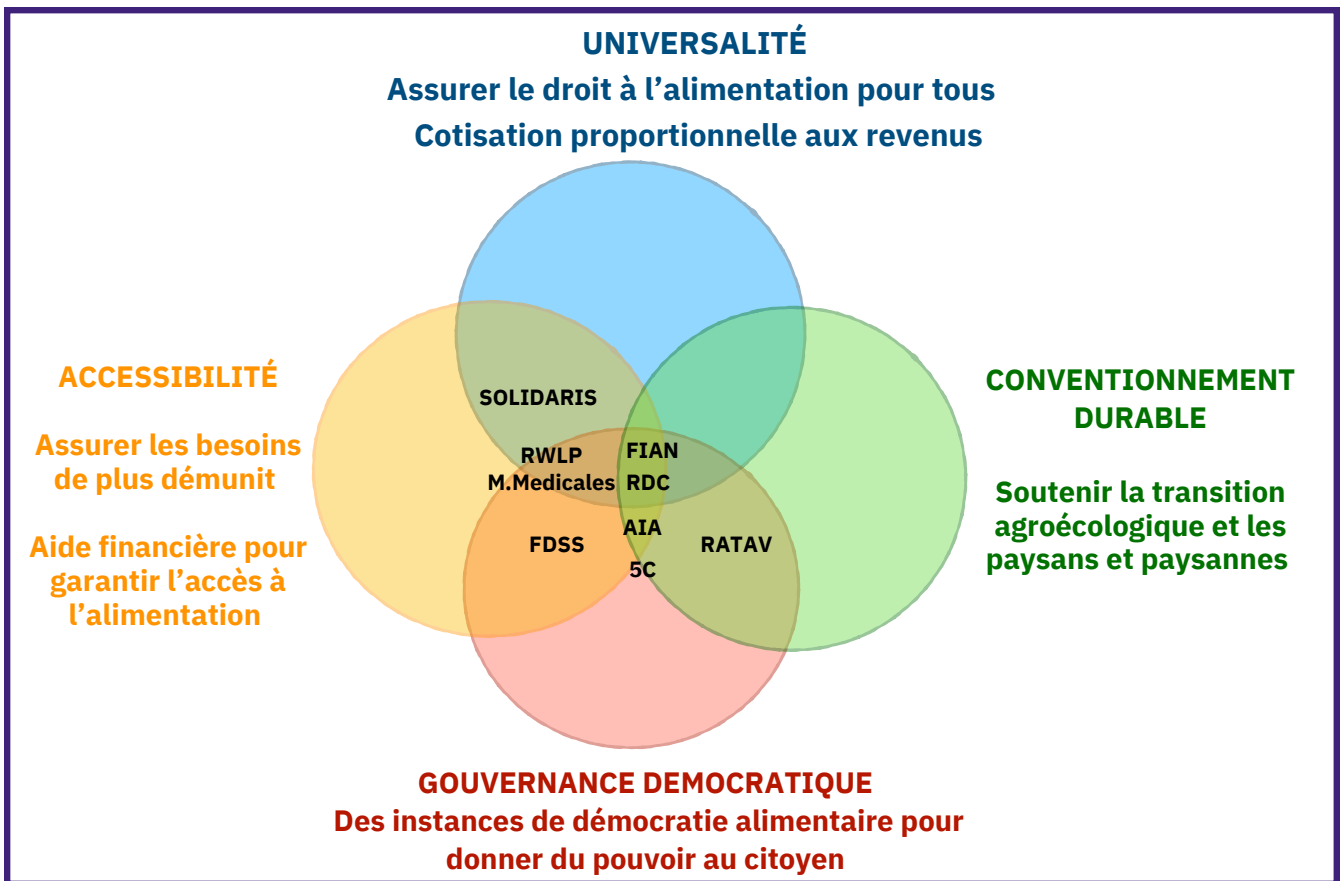 UNIVERSALITÉ
Assurer le droit à l'alimentation pour tous
Cotisation proportionnelle aux revenus
ACCESSIBILITÉ
Assurer les besoins
de plus démunit
Aide financière pour
garantir l'accès à
l'alimentation
SOLIDARIS
RWLP
M.Medicales
FIAN
RDC
FDSS
AIA
5C
RATAV
CONVENTIONNEMENT
DURABLE
Soutenir la transition
agroécologique et les
paysans et paysannes
GOUVERNANCE DEMOCRATIQUE
Des instances de démocratie alimentaire pour
donner du pouvoir au citoyen